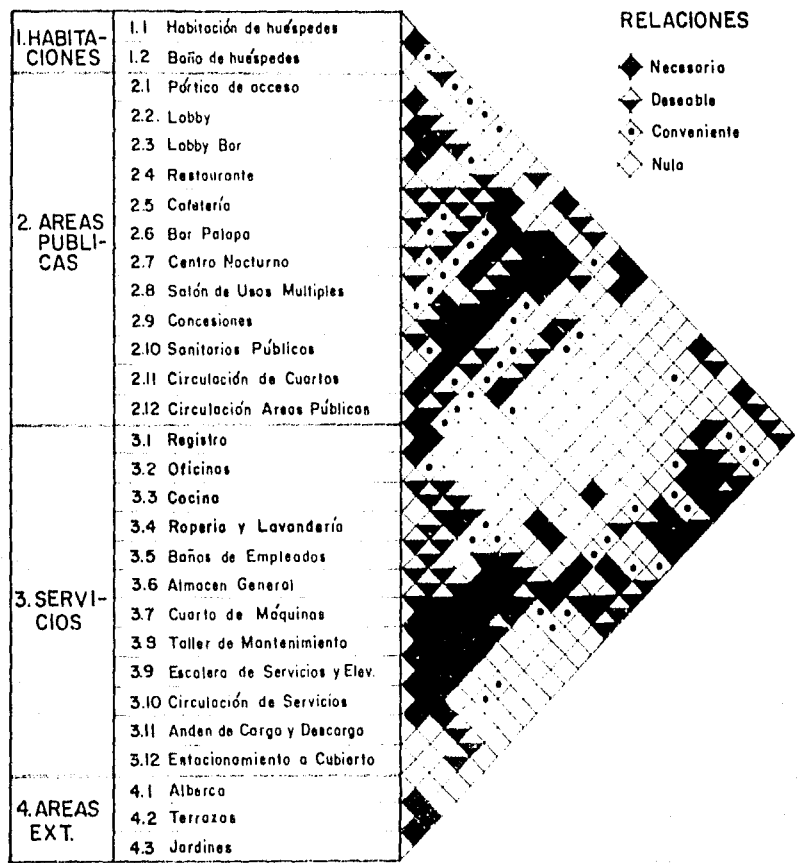 RELACIONES
Necesario
Deseable
Conveniente
Nula
1.HABITA-
CIONES
1.1 Habitación de huéspedes
1.2 Baño de huéspedes
2. AREAS
PUBLI-
CAS
2.1 Pórtico de acceso
2.2. Lobby
2.3 Lobby Bar
2.4 Restaurante
2.5 Cafetería
2.6 Bar Palapa
2.7 Centro Nocturno
2.8 Salón de Usos Multiples
2.9 Concesiones
2.10 Sanitarios Públicos
2.11 Circulación de Cuartos
2.12 Circulación Areas Públicas
3.SERVI-
CIOS
3.1 Registro
3.2 Oficinas
3.3 Cocina
3.4 Roperia y Lavandería
3.5 Baños de Empleados
3.6 Almacen General
3.7 Cuarto de Máquinas
3.8 Taller de Mantenimiento
3.9 Escalera de Servicios y Elev.
3.10 Circulación de Servicios
3.11 Anden de Carga y Descarga
3.12 Estacionamiento a Cubierto
4.AREAS
EXT.
4.1 Alberca
4.2 Terrazas
4.3 Jardines